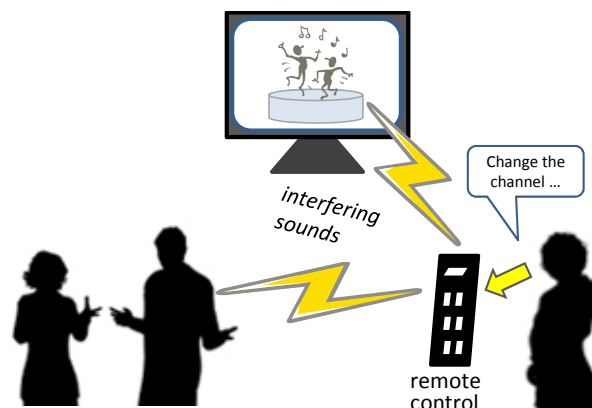 Change the
channel ...
interfering
sounds
remote
control